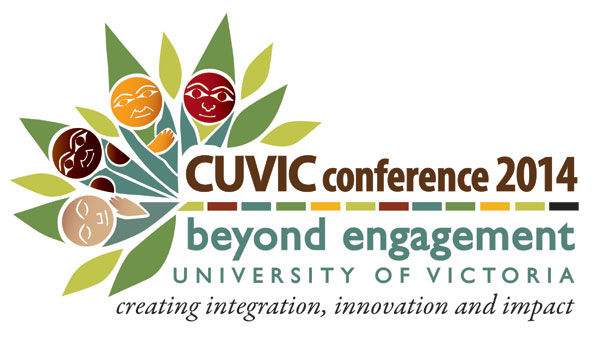 CUVIC conference 2014
beyond engagement
UNIVERSITY OF VICTORIA
creating integration, innovation and impact